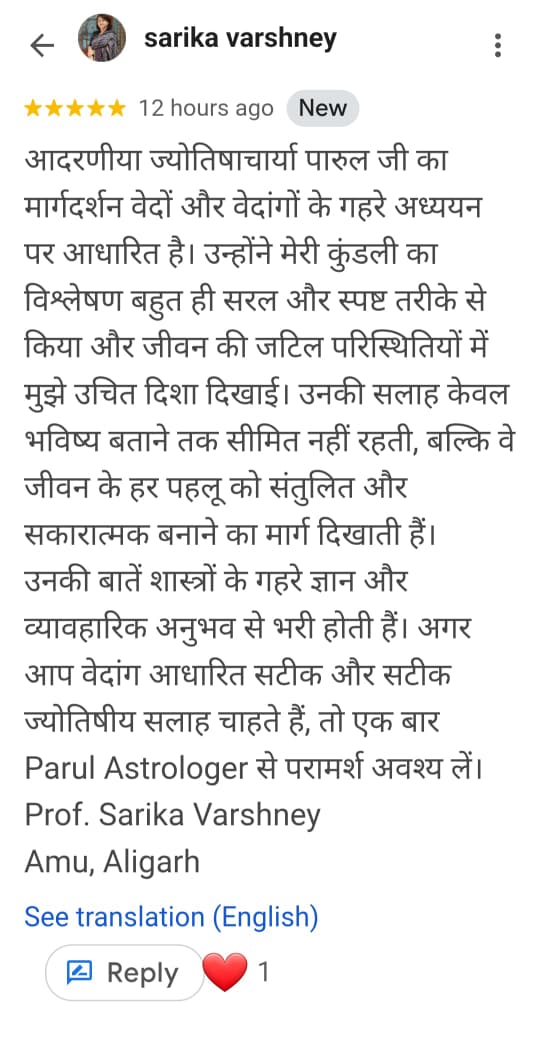 sarika varshney
12 hours ago New
आदरणीया ज्योतिषाचार्या पारुल जी का
मार्गदर्शन वेदों और वेदांगों के गहरे अध्ययन
पर आधारित है। उन्होंने मेरी कुंडली का
विश्लेषण बहुत ही सरल और स्पष्ट तरीके से
किया और जीवन की जटिल परिस्थितियों में
मुझे उचित दिशा दिखाई। उनकी सलाह केवल
भविष्य बताने तक सीमित नहीं रहती, बल्कि वे
जीवन के हर पहलू को संतुलित और
सकारात्मक बनाने का मार्ग दिखाती हैं।
उनकी बातें शास्त्रों के गहरे ज्ञान और
व्यावहारिक अनुभव से भरी होती हैं। अगर
आप वेदांग आधारित सटीक और सटीक
ज्योतिषीय सलाह चाहते हैं, तो एक बार
Parul Astrologer से परामर्श अवश्य लें।
Prof. Sarika Varshney
Amu, Aligarh
See translation (English)
Reply 1